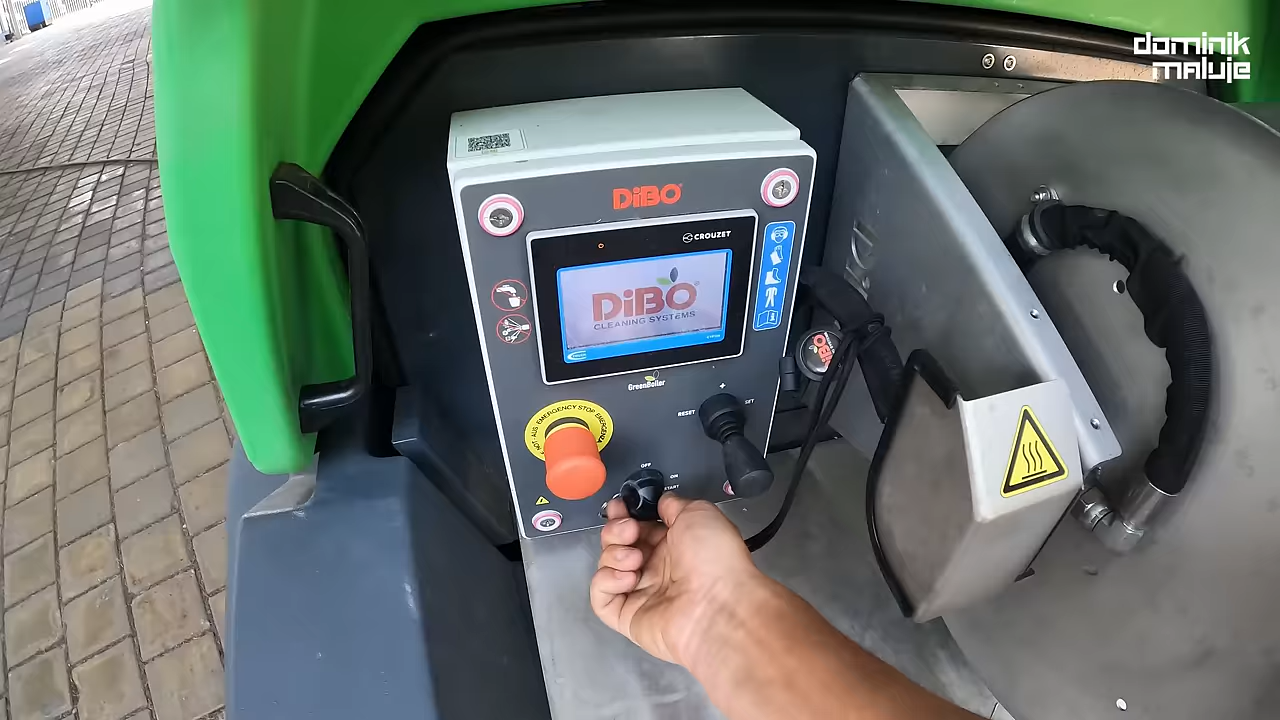 dominik
maluje
DiBO
CROUZET
DiBO
CLEANING SYSTEMS
GreenBoiler
DiBO
+
RESET
SET
EMERGENCY STOP
OFF
ON
START